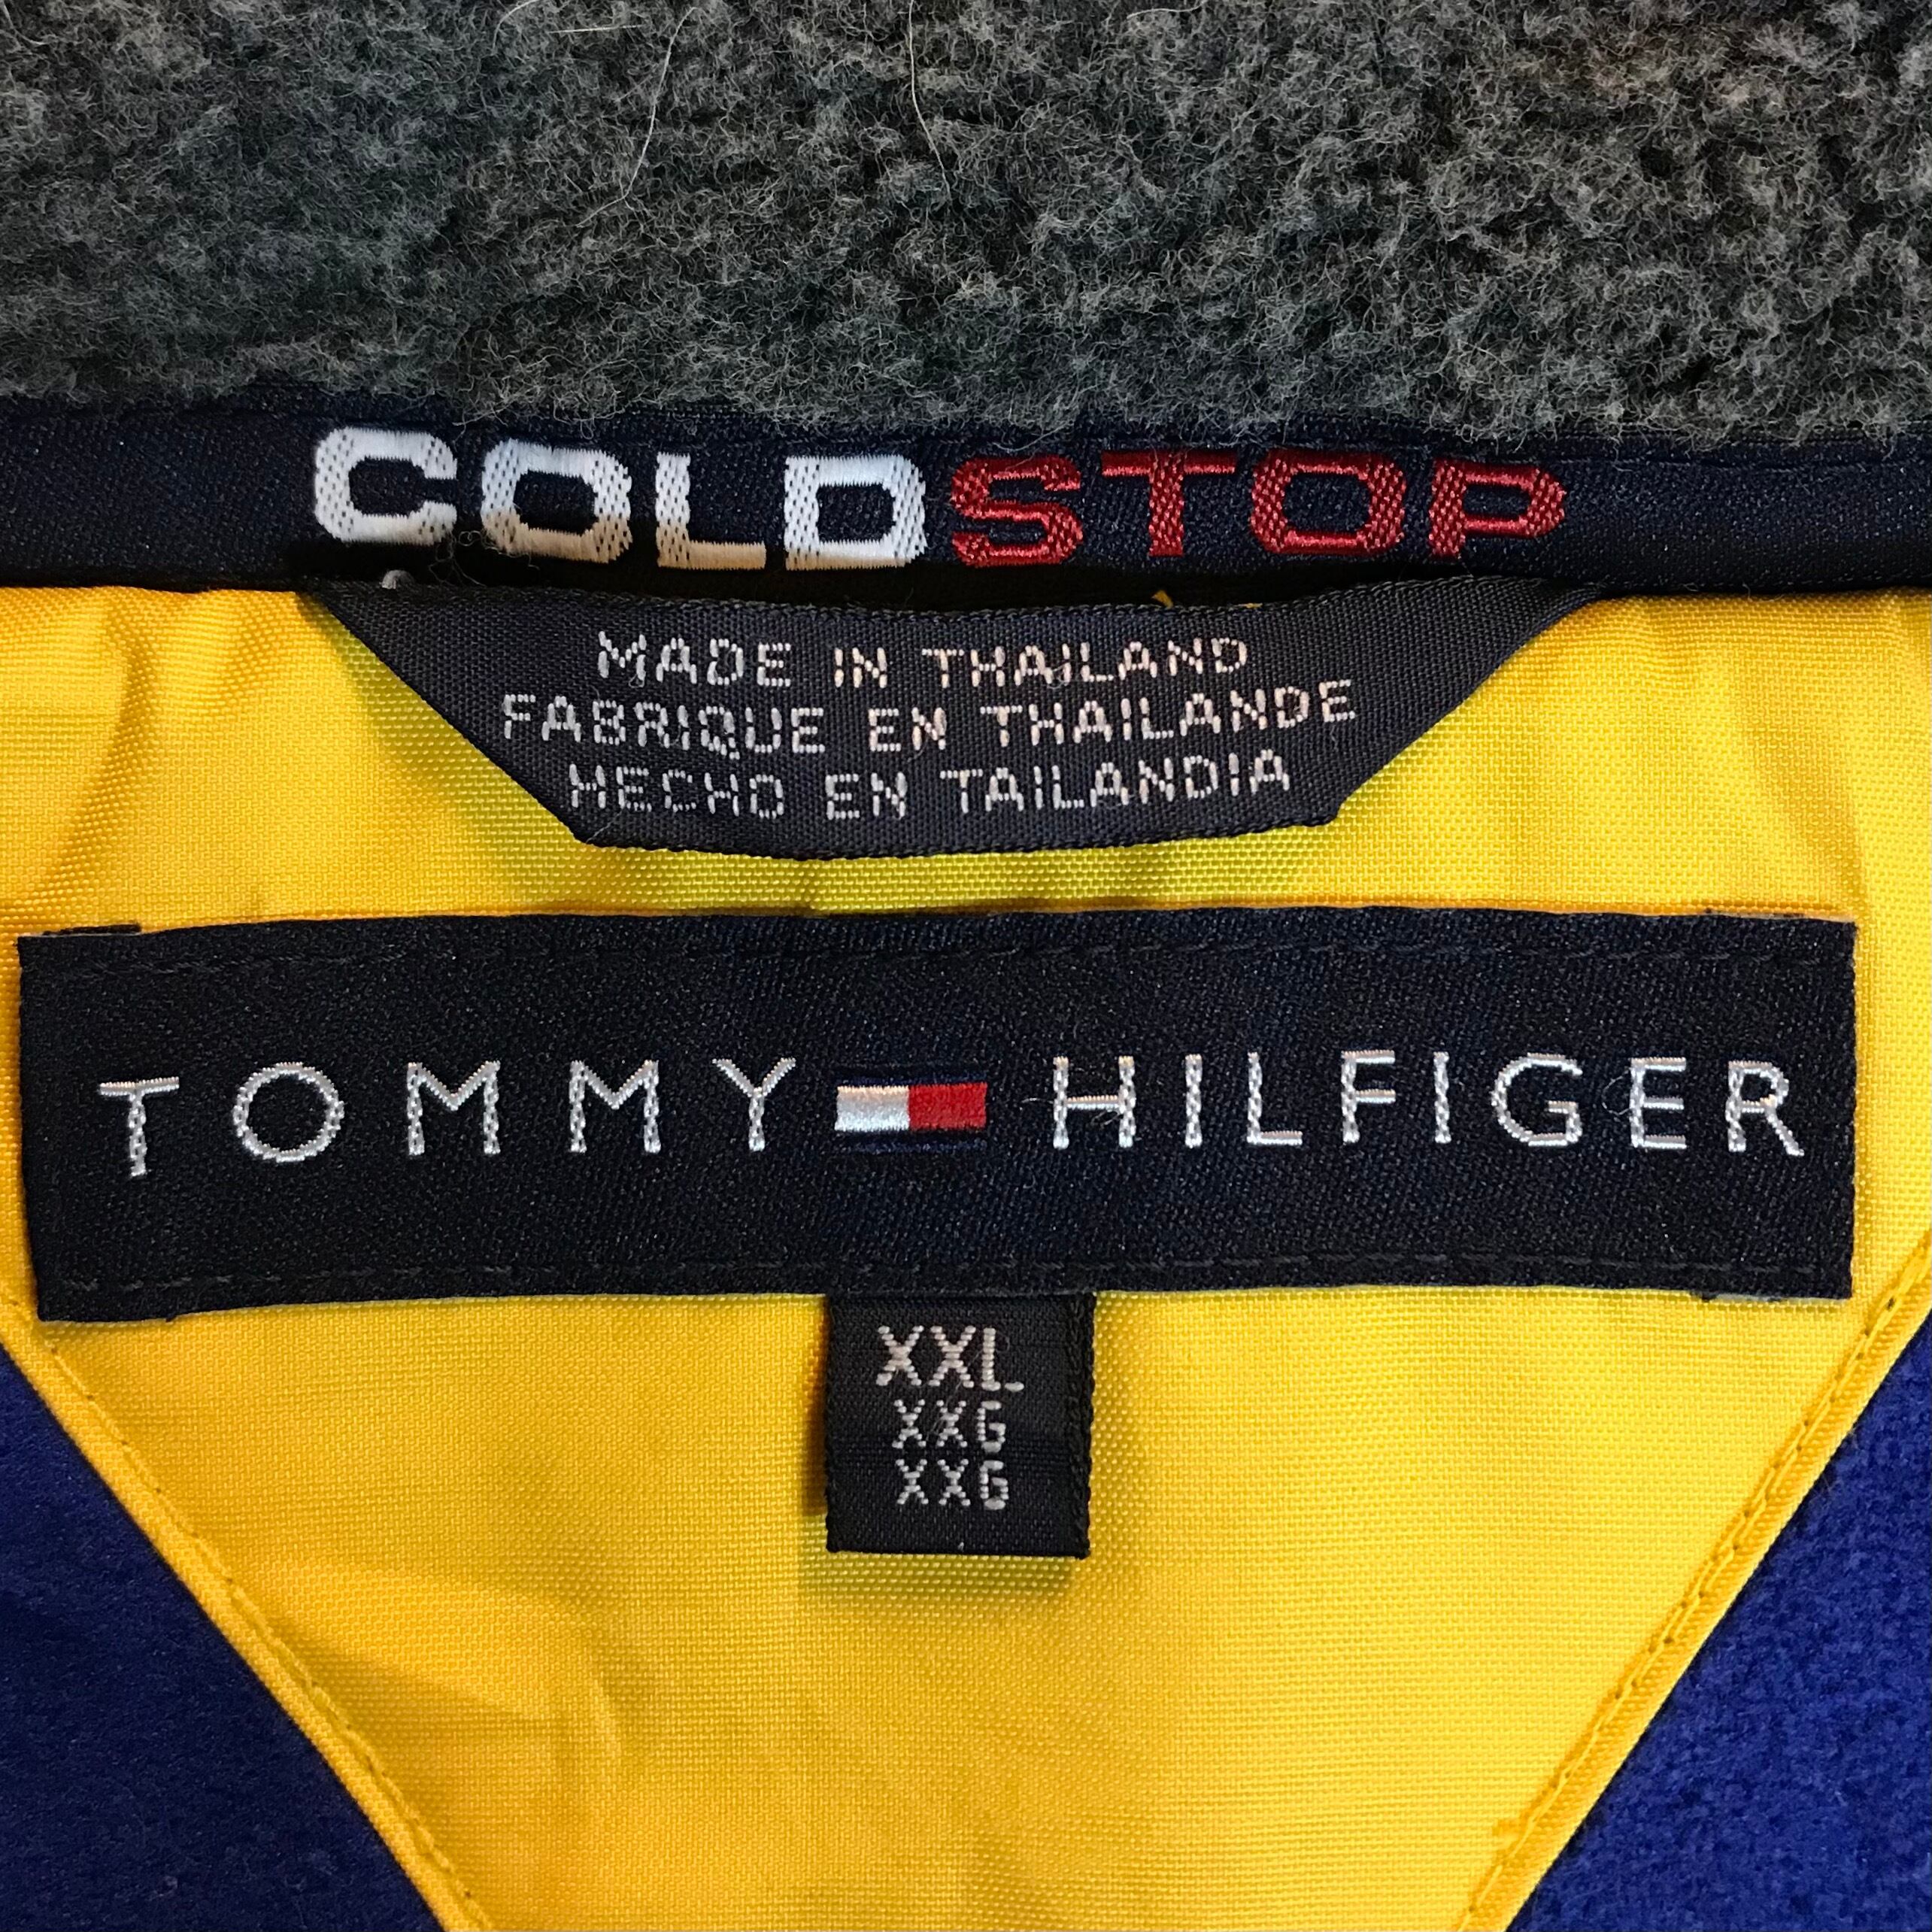 COLDSTOP
MADE IN THAILAND
FABRIQUE EN THAILANDE
HECHO EN TAILANDIA
TOMMY HILFIGER
XXL
XXG
XXG